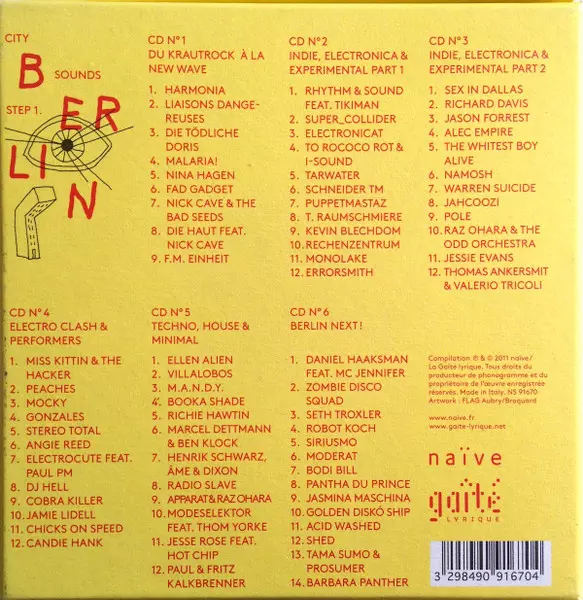 CITY
BERLIN
SOUNDS
STEP 1.
CD N°1
DU KRAUTROCK À LA
NEW WAVE
1. HARMONIA
2. LIAISONS DANGE-
REUSES
3. DIE TÖDLICHE
DORIS
4. MALARIA!
5. NINA HAGEN
6. FAD GADGET
7. NICK CAVE & THE
BAD SEEDS
8. DIE HAUT FEAT.
NICK CAVE
9. F.M. EINHEIT
CD N°2
INDIE, ELECTRONICA &
EXPERIMENTAL PART 1
1. RHYTHM & SOUND
FEAT. TIKIMAN
2. SUPER_COLLIDER
3. ELECTRONICAT
4. TO ROCOCO ROT &
I-SOUND
5. TARWATER
6. SCHNEIDER TM
7. PUPPETMASTAZ
8. T. RAUMSCHMIERE
9. KEVIN BLECHDOM
10. RECHENZENTRUM
11. MONOLAKE
12. ERRORSMITH
CD N°3
INDIE, ELECTRONICA &
EXPERIMENTAL PART 2
1. SEX IN DALLAS
2. RICHARD DAVIS
3. JASON FORREST
4. ALEC EMPIRE
5. THE WHITEST BOY
ALIVE
6. NAMOSH
7. WARREN SUICIDE
8. JAHCOOZI
9. POLE
10. RAZ OHARA & THE
ODD ORCHESTRA
11. JESSIE EVANS
12. THOMAS ANKERSMIT
& VALERIO TRICOLI
CD N°4
ELECTRO CLASH &
PERFORMERS
1. MISS KITTIN & THE
HACKER
2. PEACHES
3. MOCKY
4. GONZALES
5. STEREO TOTAL
6. ANGIE REED
7. ELECTROCUTE FEAT.
PAUL PM
8. DJ HELL
9. COBRA KILLER
10. JAMIE LIDELL
11. CHICKS ON SPEED
12. CANDIE HANK
CD N°5
TECHNO, HOUSE &
MINIMAL
1. ELLEN ALIEN
2. VILLALOBOS
3. M.A.N.D.Y.
4. BOOKA SHADE
5. RICHIE HAWTIN
6. MARCEL DETTMANN
& BEN KLOCK
7. HENRIK SCHWARZ,
ÂME & DIXON
8. RADIO SLAVE
9. APPARAT & RAZ OHARA
10. MODESELEKTOR
FEAT. THOM YORKE
11. JESSE ROSE FEAT.
HOT CHIP
12. PAUL & FRITZ
KALKBRENNER
CD N°6
BERLIN NEXT!
1. DANIEL HAAKSMAN
FEAT. MC JENNIFER
2. ZOMBIE DISCO
SQUAD
3. SETH TROXLER
4. ROBOT KOCH
5. SIRIUSMO
6. MODERAT
7. BODI BILL
8. PANTHA DU PRINCE
9. JASMINA MASCHINA
10. GOLDEN DISKÓ SHIP
11. ACID WASHED
12. SHED
13. TAMA SUMO &
PROSUMER
14. BARBARA PANTHER
Compilation ℗ & © 2011 naïve/
La Gaîté lyrique. Tous droits du
producteur de phonogramme et du
propriétaire de l'œuvre enregistrée
réservés. Made in Italy. NS 91670
Artwork : FLAG Aubry/Broquard
www.naive.fr
www.gaite-lyrique.net
naïve
gaîté
LYRIQUE
3 298490 916704